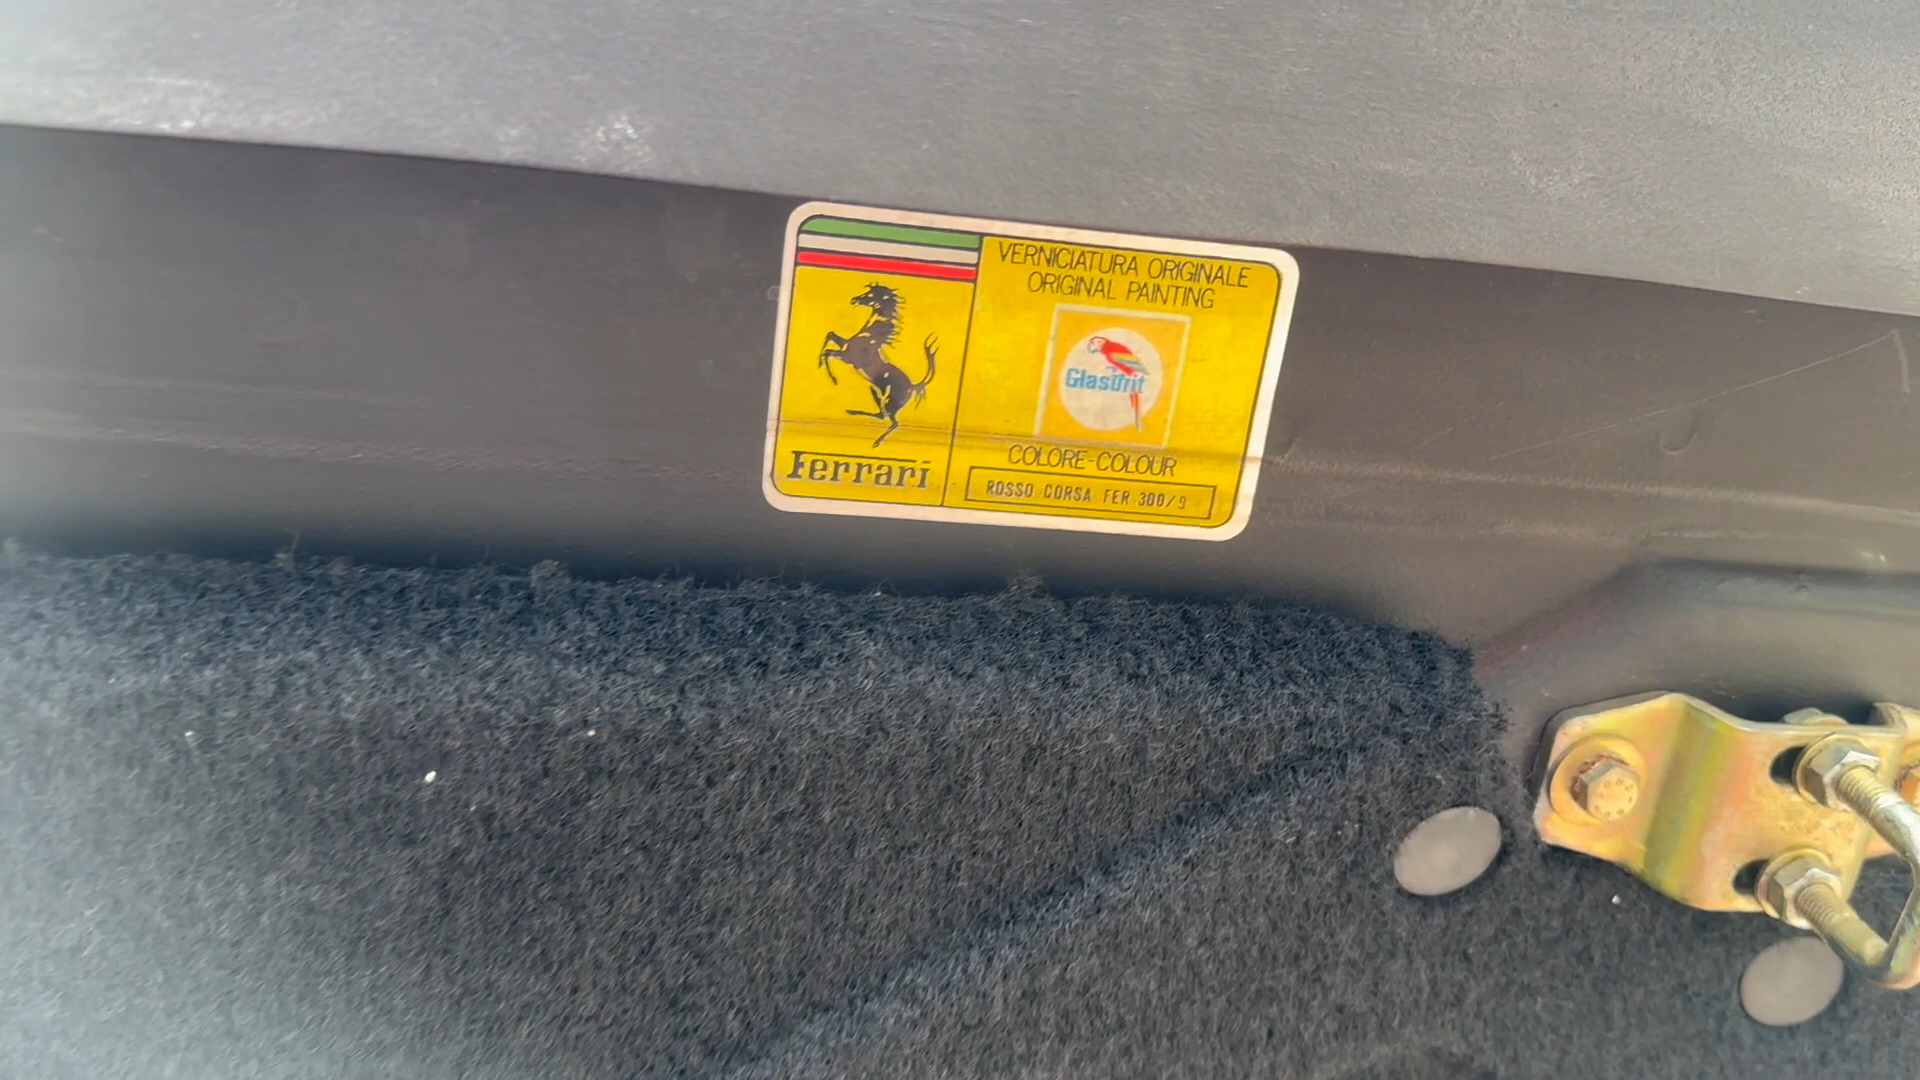 VERNICIATURA ORIGINALE
ORIGINAL PAINTING
Glasurit
COLORE-COLOUR
ROSSO CORSA FER 300/9
Ferrari